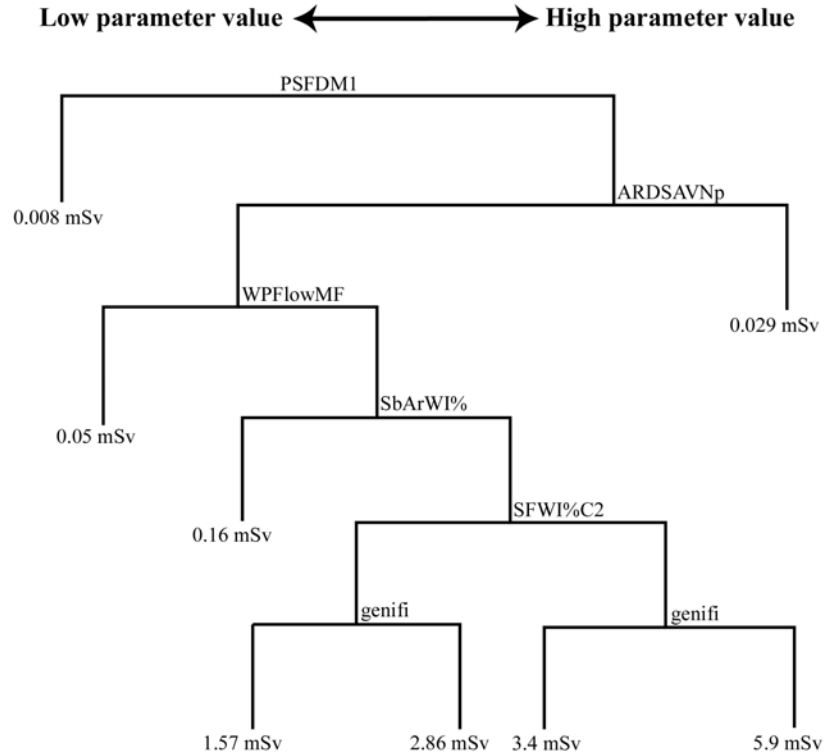 Low parameter value High parameter value
PSFDM1
ARDSAVNp
0.008 mSv
WPFlowMF
0.029 mSv
SbArWI%
0.05 mSv
SFWI%C2
0.16 mSv
genifi genifi
1.57 mSv 2.86 mSv 3.4 mSv 5.9 mSv